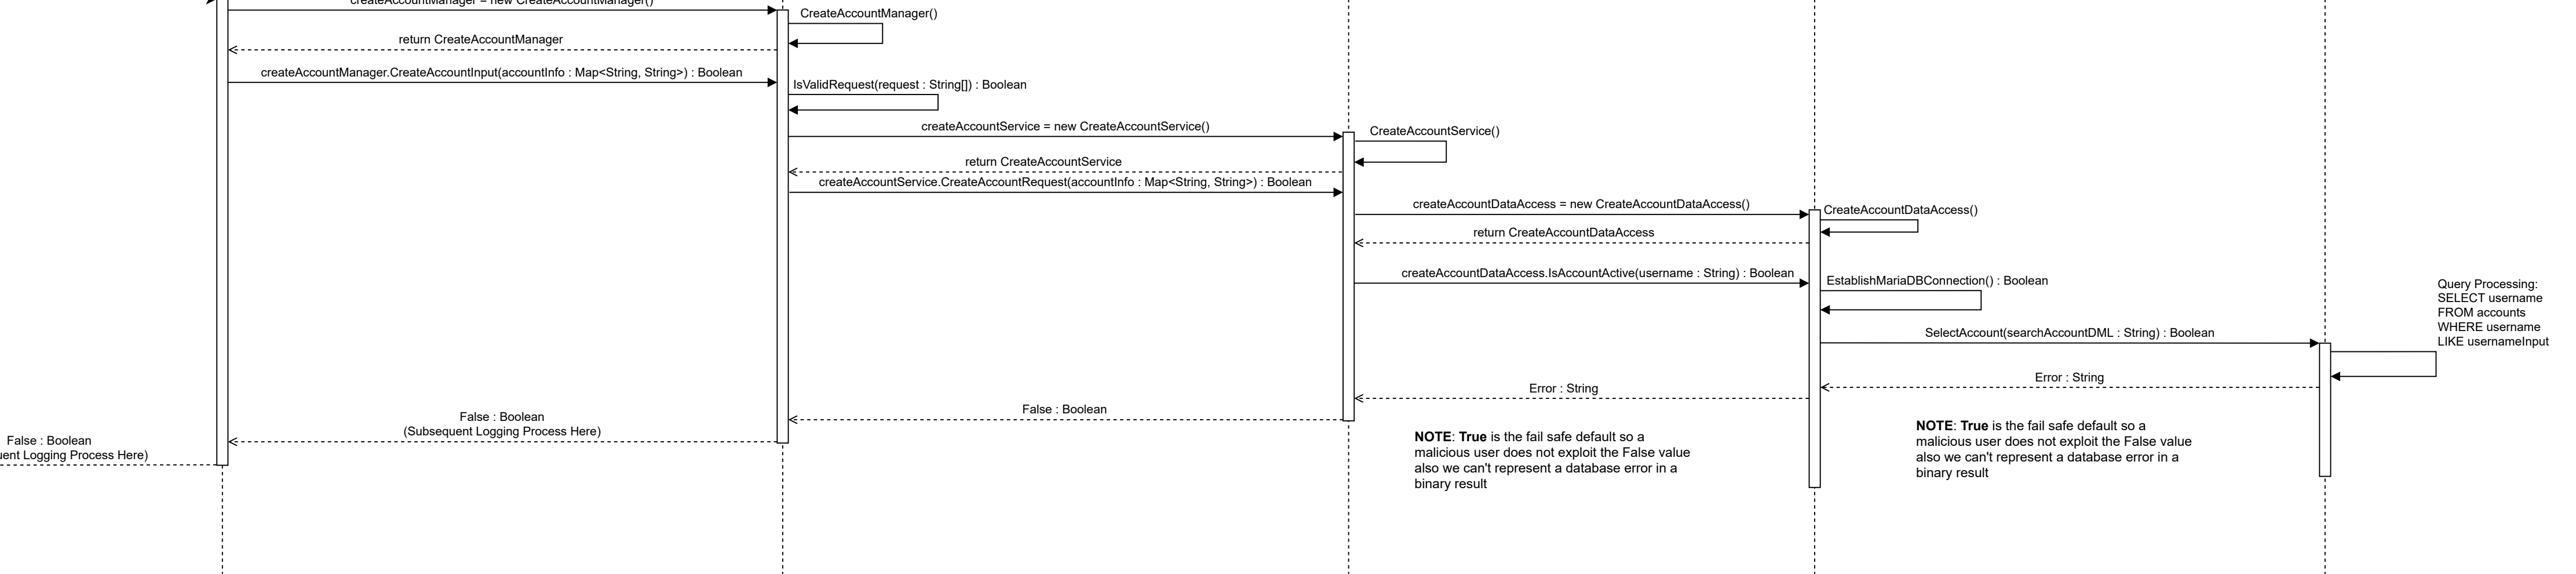 createAccountManager = new CreateAccountManager()
CreateAccountManager()
return CreateAccountManager
createAccountManager.CreateAccountInput(accountInfo : Map<String, String>) : Boolean
IsValidRequest(request : String[]) : Boolean
createAccountService = new CreateAccountService()
CreateAccountService()
return CreateAccountService
createAccountService.CreateAccountRequest(accountInfo : Map<String, String>) : Boolean
createAccountDataAccess = new CreateAccountDataAccess()
CreateAccountDataAccess()
return CreateAccountDataAccess
createAccountDataAccess.IsAccountActive(username : String) : Boolean
EstablishMariaDBConnection() : Boolean
Query Processing:
SELECT username
FROM accounts
WHERE username
LIKE usernameInput
SelectAccount(searchAccountDML : String) : Boolean
Error : String
Error : String
False : Boolean
False : Boolean
(Subsequent Logging Process Here)
False : Boolean
uent Logging Process Here)
NOTE: True is the fail safe default so a
malicious user does not exploit the False value
also we can't represent a database error in a
binary result
NOTE: True is the fail safe default so a
malicious user does not exploit the False value
also we can't represent a database error in a
binary result